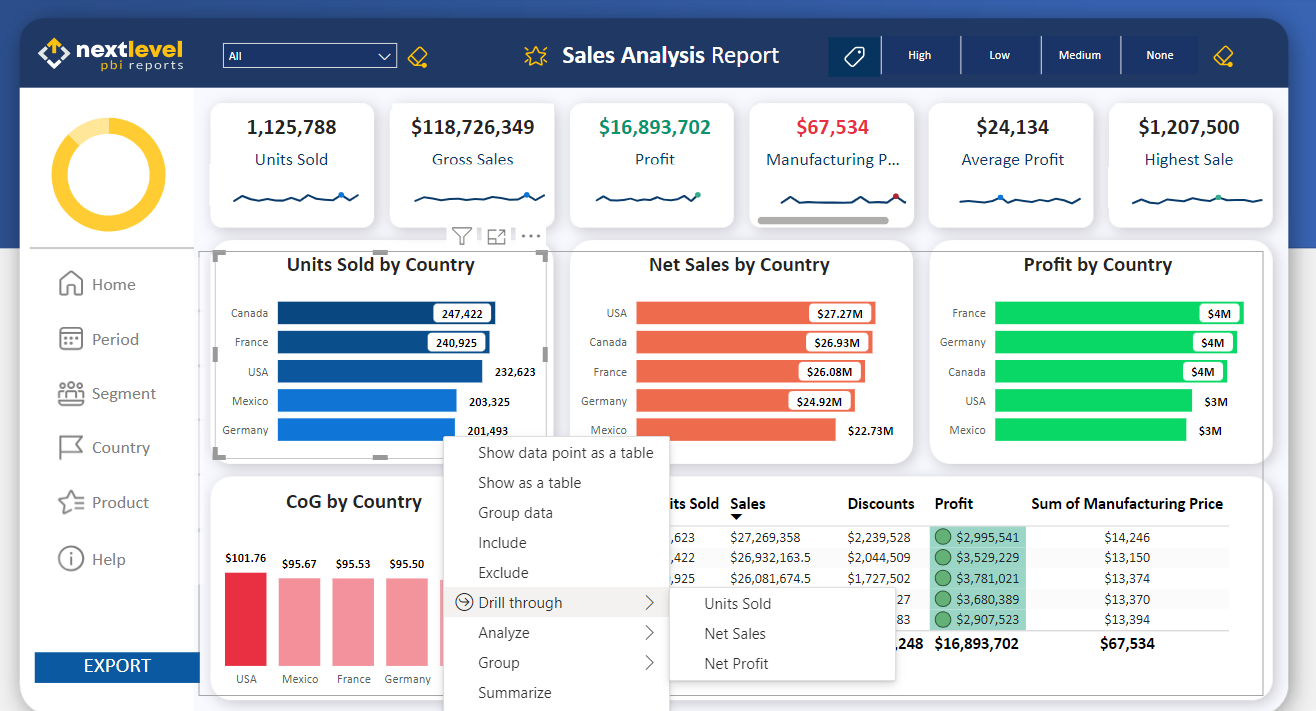 nextlevel
pbi reports
All
Sales Analysis Report
High
Low
Medium
None
1,125,788
Units Sold
$118,726,349
Gross Sales
$16,893,702
Profit
$67,534
Manufacturing P...
$24,134
Average Profit
$1,207,500
Highest Sale
Home
Period
Segment
Country
Product
Help
EXPORT
Units Sold by Country
Canada 247,422
France 240,925
USA 232,623
Mexico 203,325
Germany 201,493
Net Sales by Country
USA $27.27M
Canada $26.93M
France $26.08M
Germany $24.92M
Mexico $22.73M
Profit by Country
France $4M
Germany $4M
Canada $4M
USA $3M
Mexico $3M
CoG by Country
$101.76 $95.67 $95.53 $95.50
USA Mexico France Germany
Show data point as a table
Show as a table
Group data
Include
Exclude
Drill through
Analyze
Group
Summarize
Units Sold
Net Sales
Net Profit
its Sold Sales Discounts Profit Sum of Manufacturing Price
,623 $27,269,358 $2,239,528 $2,995,541 $14,246
,422 $26,932,163.5 $2,044,509 $3,529,229 $13,150
,925 $26,081,674.5 $1,727,502 $3,781,021 $13,374
27 $3,680,389 $13,370
83 $2,907,523 $13,394
,248 $16,893,702 $67,534